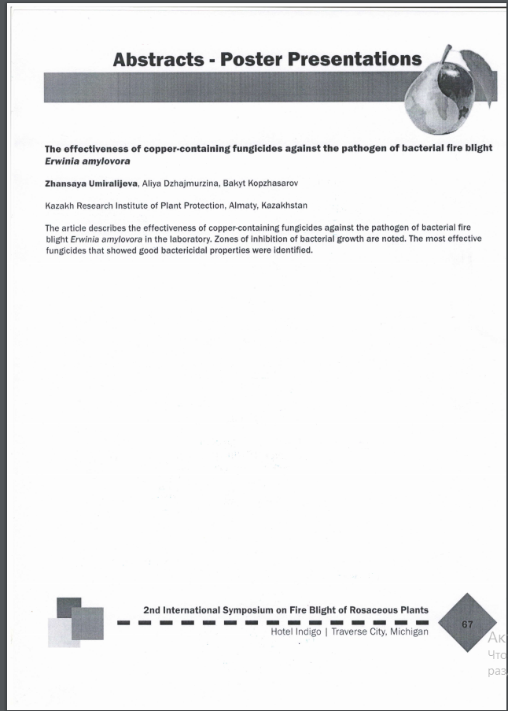 Abstracts - Poster Presentations
The effectiveness of copper-containing fungicides against the pathogen of bacterial fire blight
Erwinia amylovora
Zhansaya Umiralijeva, Aliya Dzhajmurzina, Bakyt Kopzhasarov
Kazakh Research Institute of Plant Protection, Almaty, Kazakhstan
The article describes the effectiveness of copper-containing fungicides against the pathogen of bacterial fire
blight Erwinia amylovora in the laboratory. Zones of inhibition of bacterial growth are noted. The most effective
fungicides that showed good bactericidal properties were identified.
2nd International Symposium on Fire Blight of Rosaceous Plants
Hotel Indigo | Traverse City, Michigan
67
Ак
Что
раз